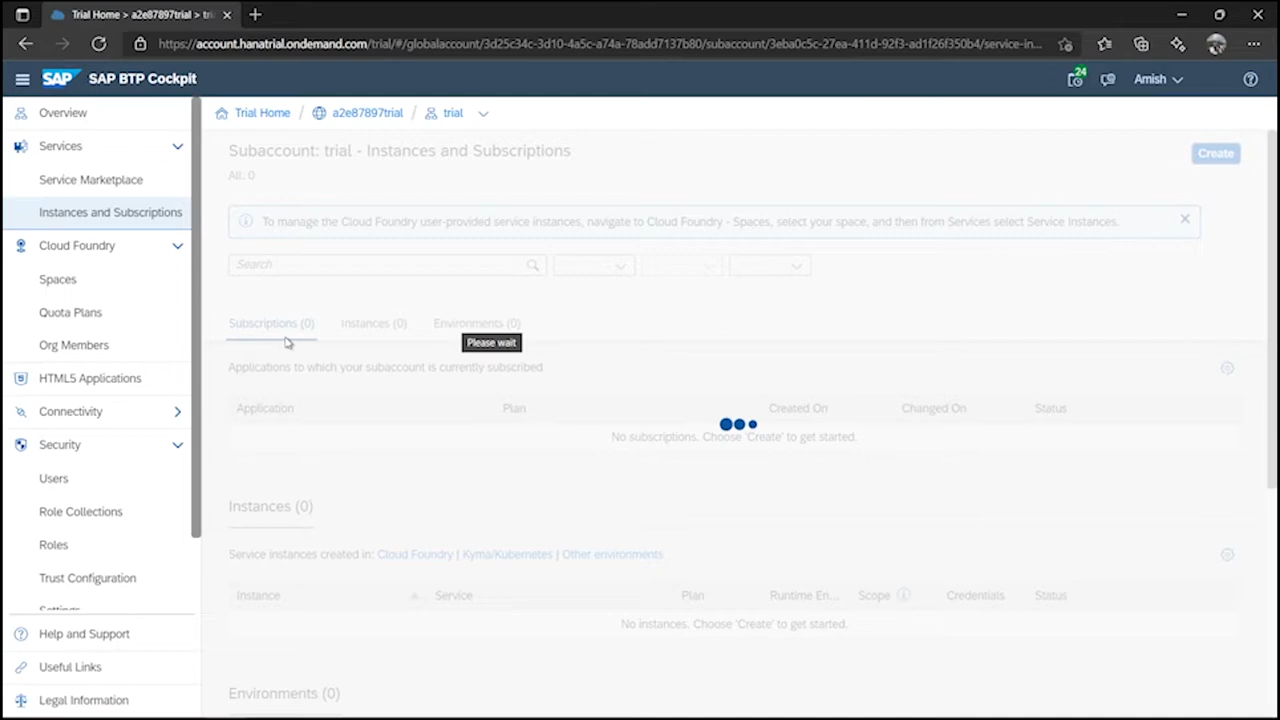 Trial Home > a2e87897trial > tri
https://account.hanatrial.ondemand.com/trial/#/globalaccount/3d25c34c-3d10-4a5c-a74a-78add7137b80/subaccount/3eba0c5c-27ea-411d-92f3-ad1f26f350b4/service-in...
SAP SAP BTP Cockpit
24
Amish
Overview
Services
Service Marketplace
Instances and Subscriptions
Cloud Foundry
Spaces
Quota Plans
Org Members
HTML5 Applications
Connectivity
Security
Users
Role Collections
Roles
Trust Configuration
Settings
Help and Support
Useful Links
Legal Information
Trial Home / a2e87897trial / trial
Subaccount: trial - Instances and Subscriptions
Create
All: 0
To manage the Cloud Foundry user-provided service instances, navigate to Cloud Foundry - Spaces, select your space, and then from Services select Service Instances.
Search
Subscriptions (0) Instances (0) Environments (0)
Please wait
Applications to which your subaccount is currently subscribed
Application Plan Created On Changed On Status
No subscriptions. Choose 'Create' to get started.
Instances (0)
Service instances created in: Cloud Foundry | Kyma/Kubernetes | Other environments
Instance Service Plan Runtime En... Scope Credentials Status
No instances. Choose 'Create' to get started.
Environments (0)